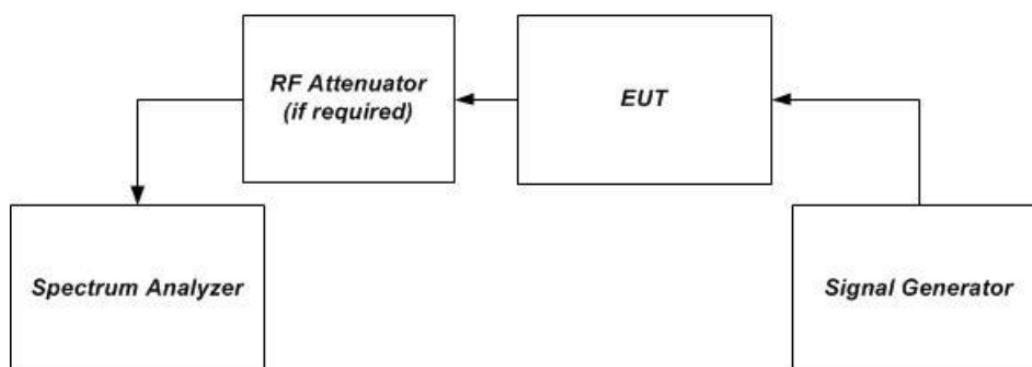 RF Attenuator
(if required)
EUT
Spectrum Analyzer
Signal Generator